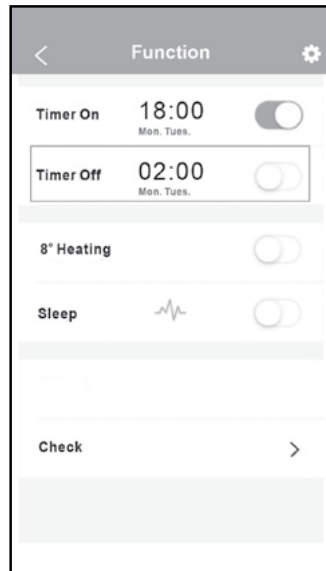 Function
Timer On 18:00
Mon. Tues.
Timer Off 02:00
Mon. Tues.
8° Heating
Sleep
Check